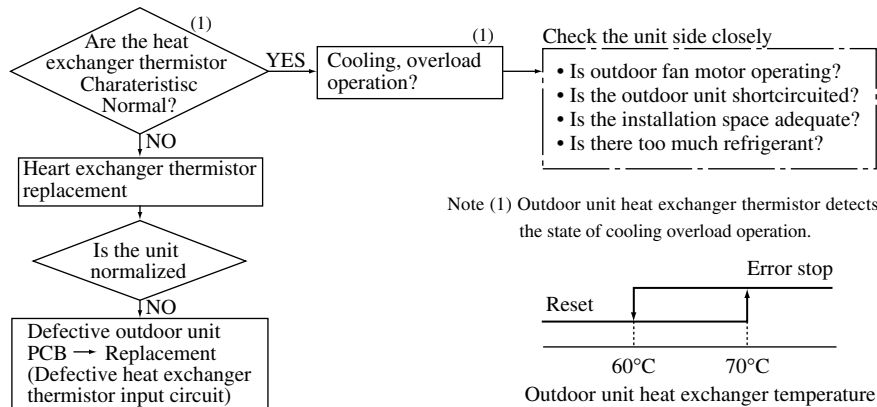 (1)
Are the heat
exchanger thermistor
Charateristisc
Normal?
YES
(1)
Cooling, overload
operation?
Check the unit side closely
• Is outdoor fan motor operating?
• Is the outdoor unit shortcircuited?
• Is the installation space adequate?
• Is there too much refrigerant?
NO
Heart exchanger thermistor
replacement
Is the unit
normalized
NO
Defective outdoor unit
PCB → Replacement
(Defective heat exchanger
thermistor input circuit)
Note (1) Outdoor unit heat exchanger thermistor detects
the state of cooling overload operation.
Error stop
Reset
60°C
70°C
Outdoor unit heat exchanger temperature